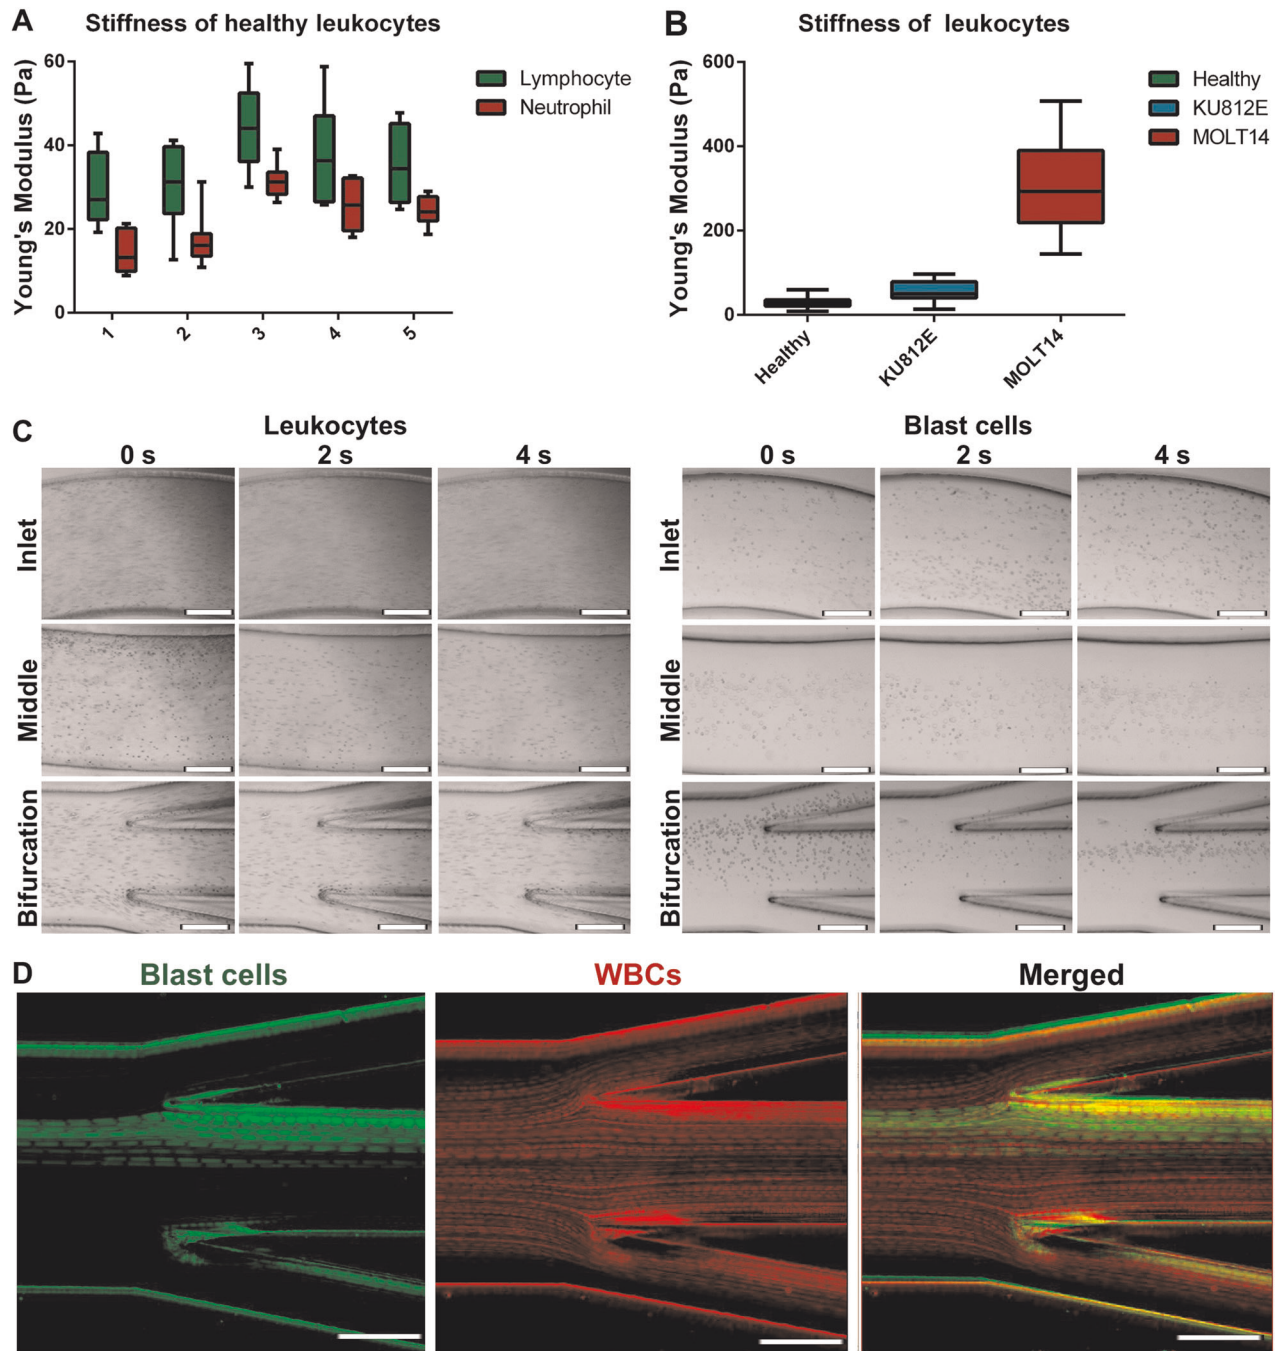 A
Stiffness of healthy leukocytes
Young's Modulus (Pa)
60
40
20
0
1
2
3
4
5
Lymphocyte
Neutrophil
B
Stiffness of leukocytes
Young's Modulus (Pa)
600
400
200
0
Healthy
KU812E
MOLT14
Healthy
KU812E
MOLT14
C
Leukocytes
0 s
2 s
4 s
Inlet
Middle
Bifurcation
Blast cells
0 s
2 s
4 s
Inlet
Middle
Bifurcation
D
Blast cells
WBCs
Merged